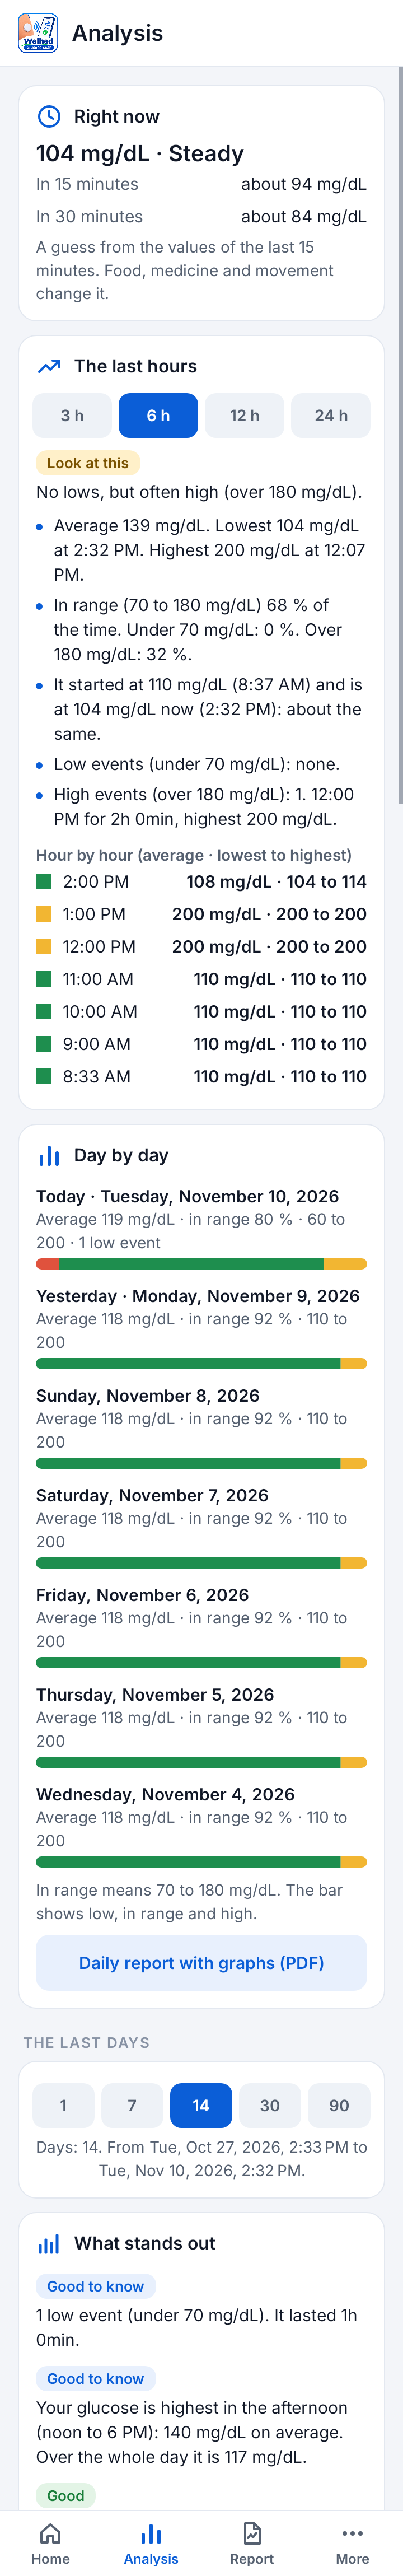 Walhad
Glucose Scan
Analysis
Right now
104 mg/dL · Steady
In 15 minutes about 94 mg/dL
In 30 minutes about 84 mg/dL
A guess from the values of the last 15
minutes. Food, medicine and movement
change it.
The last hours
3 h 6 h 12 h 24 h
Look at this
No lows, but often high (over 180 mg/dL).
Average 139 mg/dL. Lowest 104 mg/dL
at 2:32 PM. Highest 200 mg/dL at 12:07
PM.
In range (70 to 180 mg/dL) 68 % of
the time. Under 70 mg/dL: 0 %. Over
180 mg/dL: 32 %.
It started at 110 mg/dL (8:37 AM) and is
at 104 mg/dL now (2:32 PM): about the
same.
Low events (under 70 mg/dL): none.
High events (over 180 mg/dL): 1. 12:00
PM for 2h 0min, highest 200 mg/dL.
Hour by hour (average · lowest to highest)
2:00 PM 108 mg/dL · 104 to 114
1:00 PM 200 mg/dL · 200 to 200
12:00 PM 200 mg/dL · 200 to 200
11:00 AM 110 mg/dL · 110 to 110
10:00 AM 110 mg/dL · 110 to 110
9:00 AM 110 mg/dL · 110 to 110
8:33 AM 110 mg/dL · 110 to 110
Day by day
Today · Tuesday, November 10, 2026
Average 119 mg/dL · in range 80 % · 60 to
200 · 1 low event
Yesterday · Monday, November 9, 2026
Average 118 mg/dL · in range 92 % · 110 to
200
Sunday, November 8, 2026
Average 118 mg/dL · in range 92 % · 110 to
200
Saturday, November 7, 2026
Average 118 mg/dL · in range 92 % · 110 to
200
Friday, November 6, 2026
Average 118 mg/dL · in range 92 % · 110 to
200
Thursday, November 5, 2026
Average 118 mg/dL · in range 92 % · 110 to
200
Wednesday, November 4, 2026
Average 118 mg/dL · in range 92 % · 110 to
200
In range means 70 to 180 mg/dL. The bar
shows low, in range and high.
Daily report with graphs (PDF)
THE LAST DAYS
1 7 14 30 90
Days: 14. From Tue, Oct 27, 2026, 2:33 PM to
Tue, Nov 10, 2026, 2:32 PM.
What stands out
Good to know
1 low event (under 70 mg/dL). It lasted 1h
0min.
Good to know
Your glucose is highest in the afternoon
(noon to 6 PM): 140 mg/dL on average.
Over the whole day it is 117 mg/dL.
Good
Home Analysis Report More